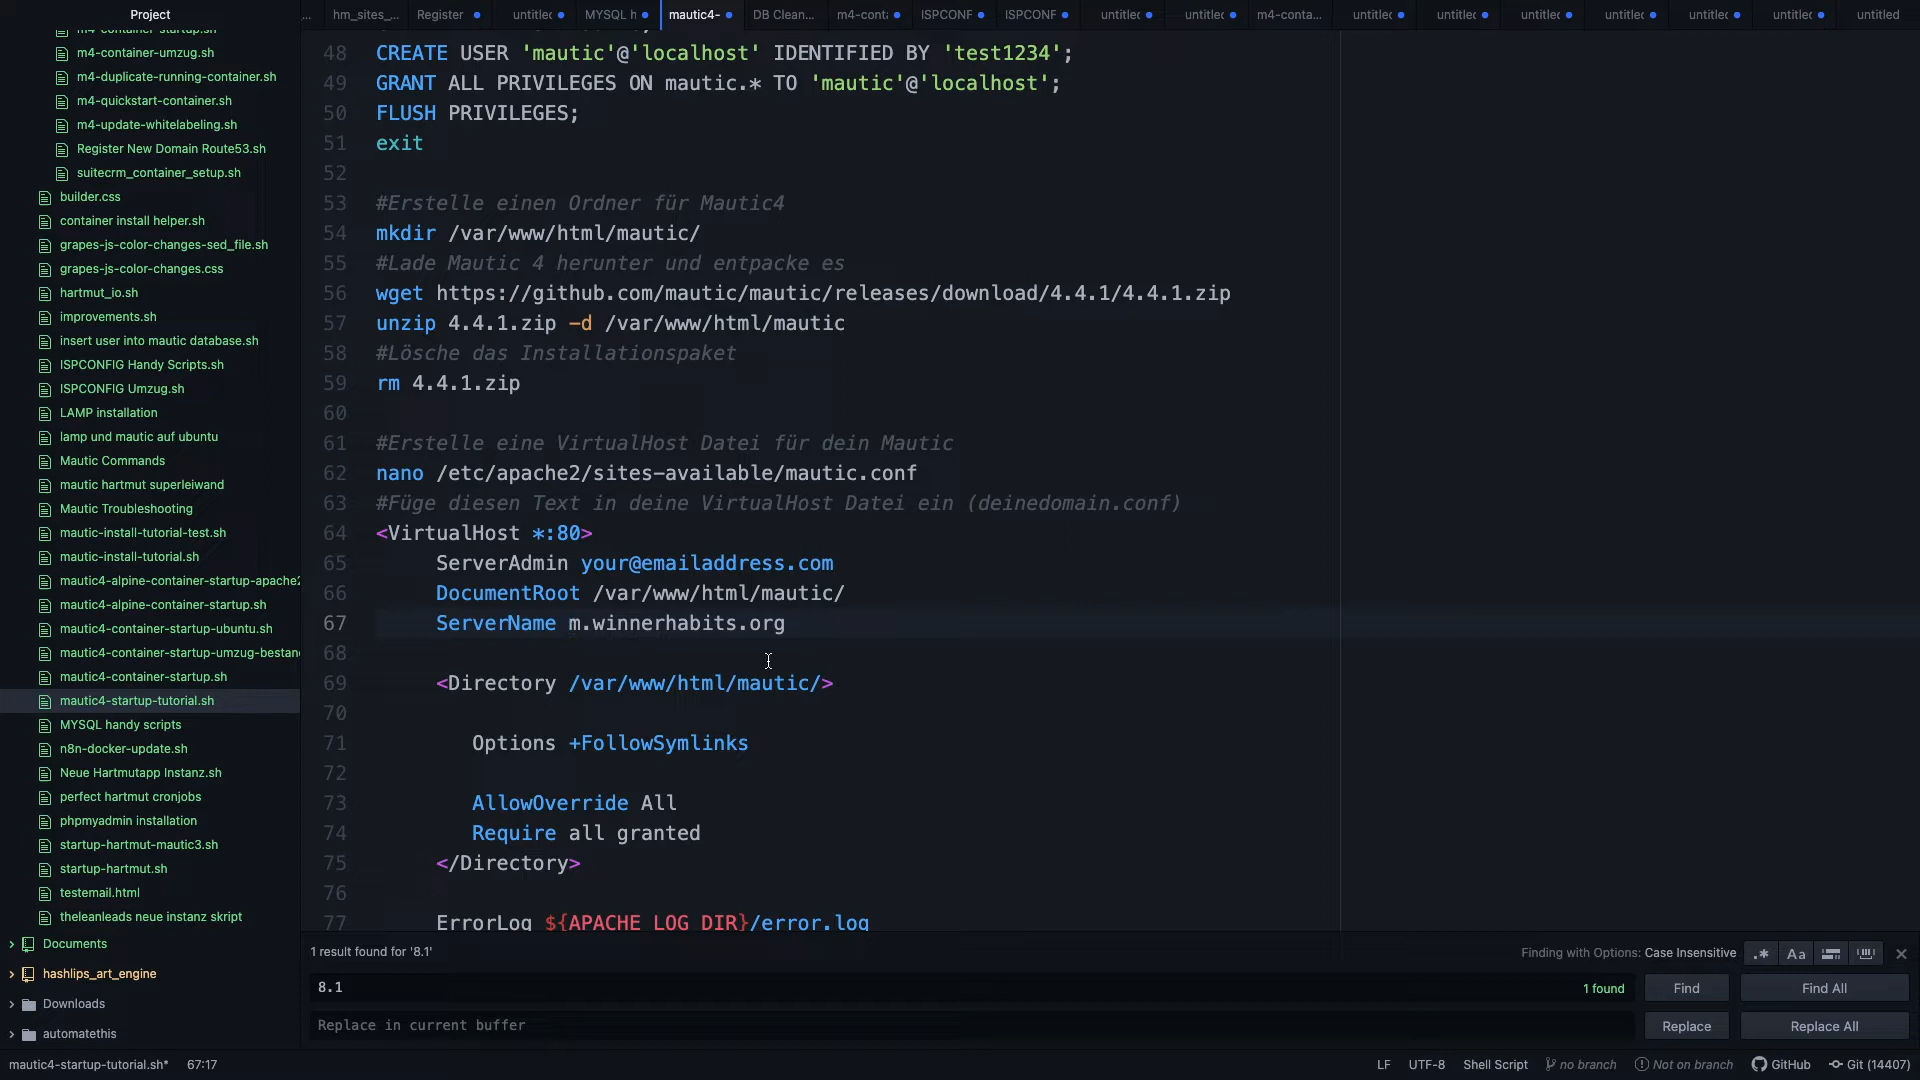 Project
hm_sites_...
Register
untitlec
MYSQL h
mautic4-
DB Clean...
m4-conta
ISPCONF
ISPCONF
untitlec
untitlec
m4-conta...
untitlec
untitlec
untitlec
untitlec
untitlec
untitlec
untitled
m4-container-startup.sh
m4-container-umzug.sh
m4-duplicate-running-container.sh
m4-quickstart-container.sh
m4-update-whitelabeling.sh
Register New Domain Route53.sh
suitecrm_container_setup.sh
builder.css
container install helper.sh
grapes-js-color-changes-sed_file.sh
grapes-js-color-changes.css
hartmut_io.sh
improvements.sh
insert user into mautic database.sh
ISPCONFIG Handy Scripts.sh
ISPCONFIG Umzug.sh
LAMP installation
lamp und mautic auf ubuntu
Mautic Commands
mautic hartmut superleiwand
Mautic Troubleshooting
mautic-install-tutorial-test.sh
mautic-install-tutorial.sh
mautic4-alpine-container-startup-apache2
mautic4-alpine-container-startup.sh
mautic4-container-startup-ubuntu.sh
mautic4-container-startup-umzug-bestan
mautic4-container-startup.sh
mautic4-startup-tutorial.sh
MYSQL handy scripts
n8n-docker-update.sh
Neue Hartmutapp Instanz.sh
perfect hartmut cronjobs
phpmyadmin installation
startup-hartmut-mautic3.sh
startup-hartmut.sh
testemail.html
theleanleads neue instanz skript
Documents
hashlips_art_engine
Downloads
automatethis
48 CREATE USER 'mautic'@'localhost' IDENTIFIED BY 'test1234';
49 GRANT ALL PRIVILEGES ON mautic.* TO 'mautic'@'localhost';
50 FLUSH PRIVILEGES;
51 exit
52
53 #Erstelle einen Ordner für Mautic4
54 mkdir /var/www/html/mautic/
55 #Lade Mautic 4 herunter und entpacke es
56 wget https://github.com/mautic/mautic/releases/download/4.4.1/4.4.1.zip
57 unzip 4.4.1.zip -d /var/www/html/mautic
58 #Lösche das Installationspaket
59 rm 4.4.1.zip
60
61 #Erstelle eine VirtualHost Datei für dein Mautic
62 nano /etc/apache2/sites-available/mautic.conf
63 #Füge diesen Text in deine VirtualHost Datei ein (deinedomain.conf)
64 <VirtualHost *:80>
65 ServerAdmin your@emailaddress.com
66 DocumentRoot /var/www/html/mautic/
67 ServerName m.winnerhabits.org
68
69 <Directory /var/www/html/mautic/>
70
71 Options +FollowSymlinks
72
73 AllowOverride All
74 Require all granted
75 </Directory>
76
77 ErrorLog ${APACHE_LOG_DIR}/error.log
1 result found for '8.1'
Finding with Options: Case Insensitive
.* Aa
8.1
1 found
Find
Find All
Replace in current buffer
Replace
Replace All
mautic4-startup-tutorial.sh*
67:17
LF
UTF-8
Shell Script
no branch
Not on branch
GitHub
Git (14407)